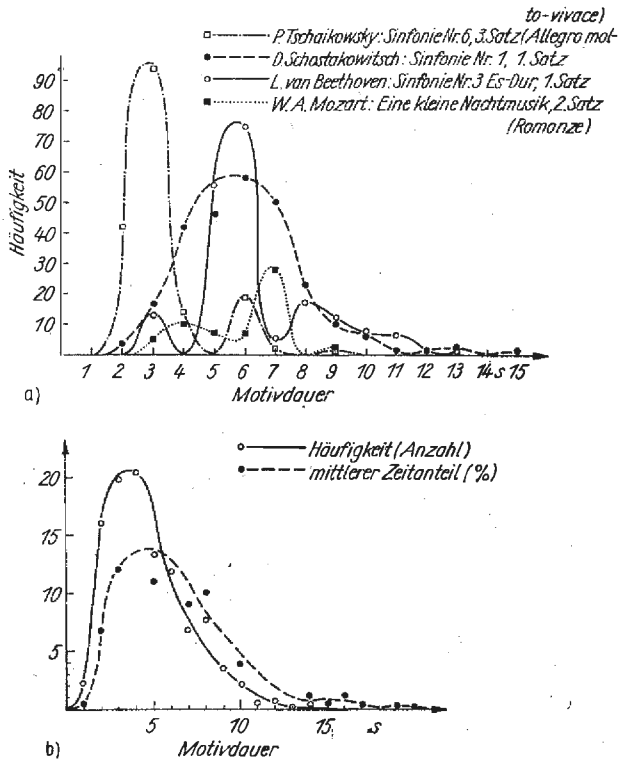 to-vivace)
P. Tschaikowsky: Sinfonie Nr. 6, 3. Satz (Allegro mol-
D. Schostakowitsch: Sinfonie Nr. 1, 1. Satz
L. van Beethoven: Sinfonie Nr. 3 Es-Dur, 1. Satz
W. A. Mozart: Eine kleine Nachtmusik, 2. Satz
(Romanze)
Häufigkeit
90
80
70
60
50
40
30
20
10
1 2 3 4 5 6 7 8 9 10 11 12 13 14 s 15
a) Motivdauer
Häufigkeit (Anzahl)
mittlerer Zeitanteil (%)
20
15
10
5
5 10 15 s
b) Motivdauer